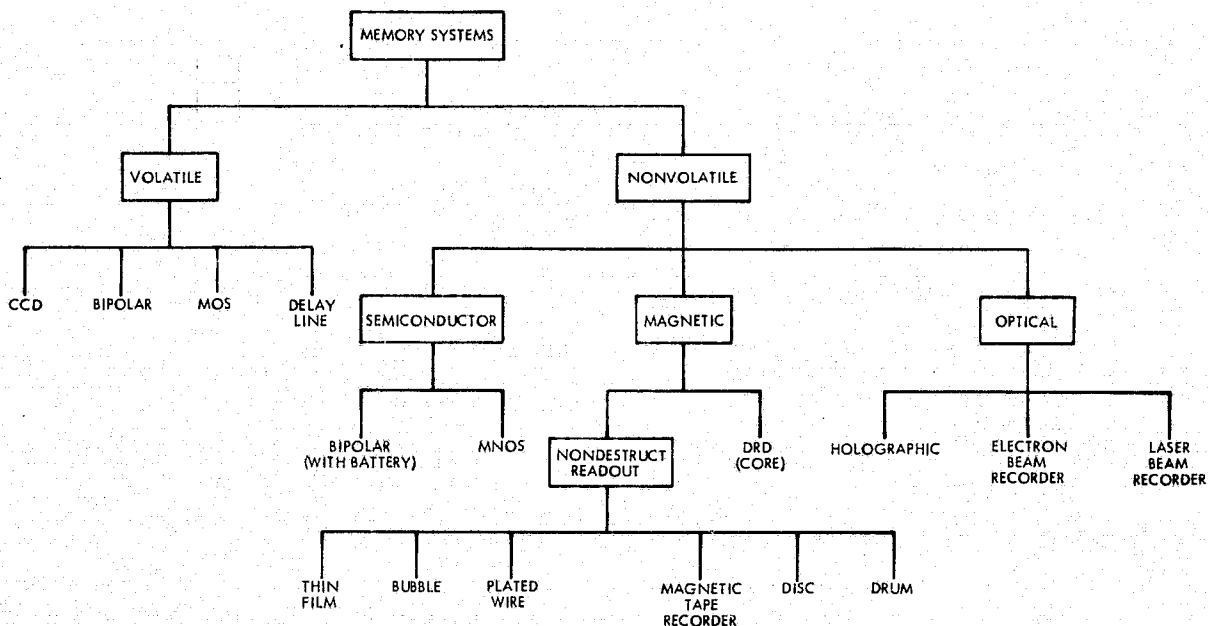 MEMORY SYSTEMS
VOLATILE
NONVOLATILE
CCD
BIPOLAR
MOS
DELAY
LINE
SEMICONDUCTOR
MAGNETIC
OPTICAL
BIPOLAR
(WITH BATTERY)
MNOS
NONDESTRUCT
READOUT
DRD
(CORE)
HOLOGRAPHIC
ELECTRON
BEAM
RECORDER
LASER
BEAM
RECORDER
THIN
FILM
BUBBLE
PLATED
WIRE
MAGNETIC
TAPE
RECORDER
DISC
DRUM